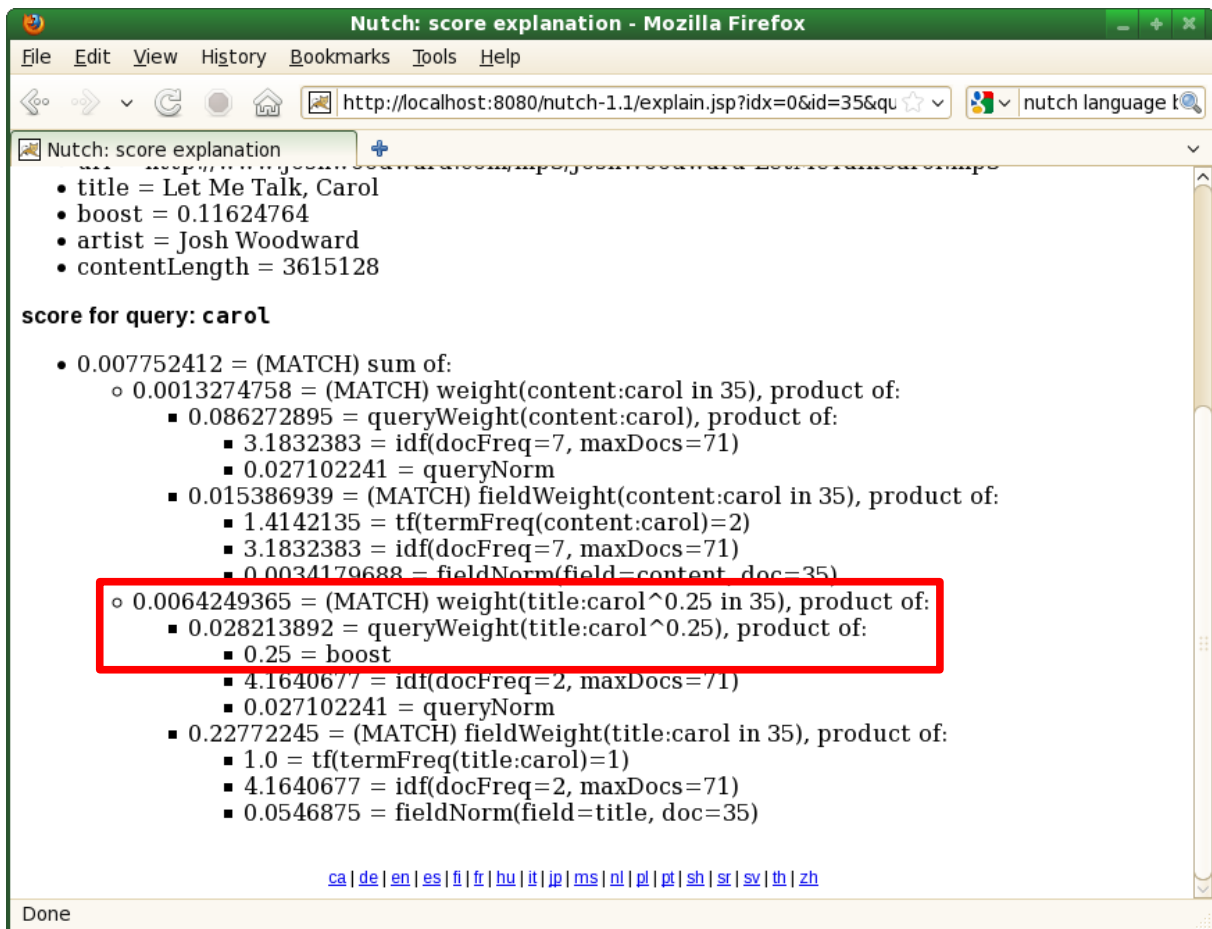 Nutch: score explanation - Mozilla Firefox
File Edit View History Bookmarks Tools Help
http://localhost:8080/nutch-1.1/explain.jsp?idx=0&id=35&qu nutch language
Nutch: score explanation
• title = Let Me Talk, Carol
• boost = 0.11624764
• artist = Josh Woodward
• contentLength = 3615128
score for query: carol
• 0.007752412 = (MATCH) sum of:
◦ 0.0013274758 = (MATCH) weight(content:carol in 35), product of:
▪ 0.086272895 = queryWeight(content:carol), product of:
▪ 3.1832383 = idf(docFreq=7, maxDocs=71)
▪ 0.027102241 = queryNorm
▪ 0.015386939 = (MATCH) fieldWeight(content:carol in 35), product of:
▪ 1.4142135 = tf(termFreq(content:carol)=2)
▪ 3.1832383 = idf(docFreq=7, maxDocs=71)
▪ 0.0034179688 = fieldNorm(field=content, doc=35)
◦ 0.0064249365 = (MATCH) weight(title:carol^0.25 in 35), product of:
▪ 0.028213892 = queryWeight(title:carol^0.25), product of:
▪ 0.25 = boost
▪ 4.1640677 = idf(docFreq=2, maxDocs=71)
▪ 0.027102241 = queryNorm
▪ 0.22772245 = (MATCH) fieldWeight(title:carol in 35), product of:
▪ 1.0 = tf(termFreq(title:carol)=1)
▪ 4.1640677 = idf(docFreq=2, maxDocs=71)
▪ 0.0546875 = fieldNorm(field=title, doc=35)
ca | de | en | es | fi | fr | hu | it | jp | ms | nl | pl | pt | sh | sr | sv | th | zh
Done